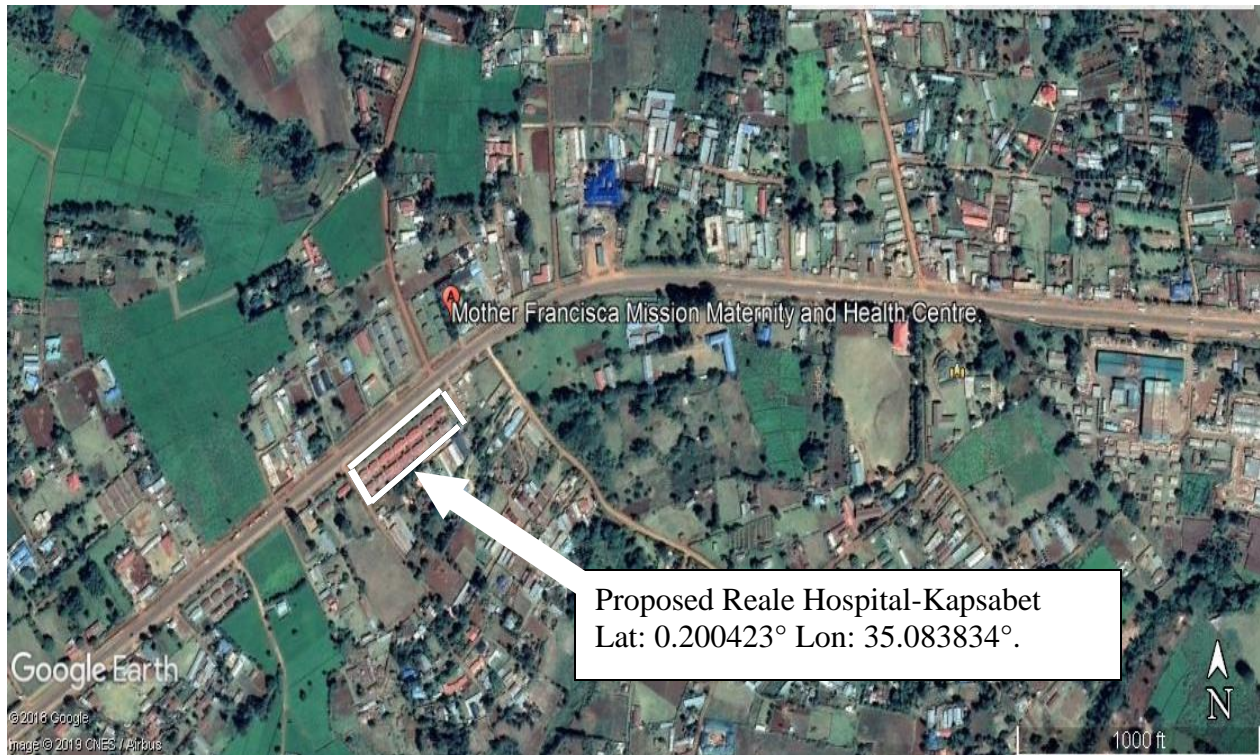 A
Mother Francisca Mission Maternity and Health Centre.
Proposed Reale Hospital-Kapsabet
Lat: 0.200423° Lon: 35.083834°.
Google Earth
© 2018 Google
Image © 2019 CNES / Airbus
N
1000 ft